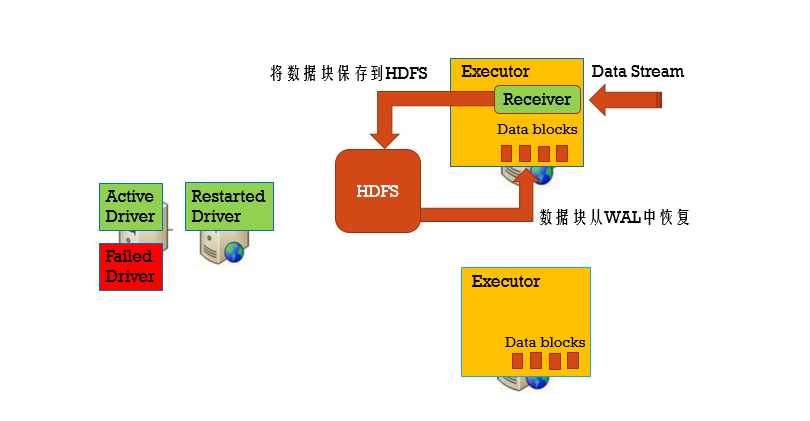 将数据块保存到HDFS
Executor
Data Stream
Receiver
Data blocks
HDFS
Active
Driver
Restarted
Driver
数据块从WAL中恢复
Failed
Driver
Executor
Data blocks